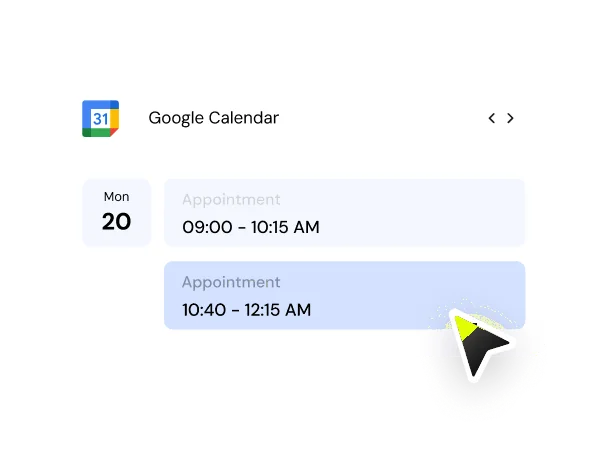 31
Google Calendar
Mon
20
Appointment
09:00 - 10:15 AM
Appointment
10:40 - 12:15 AM